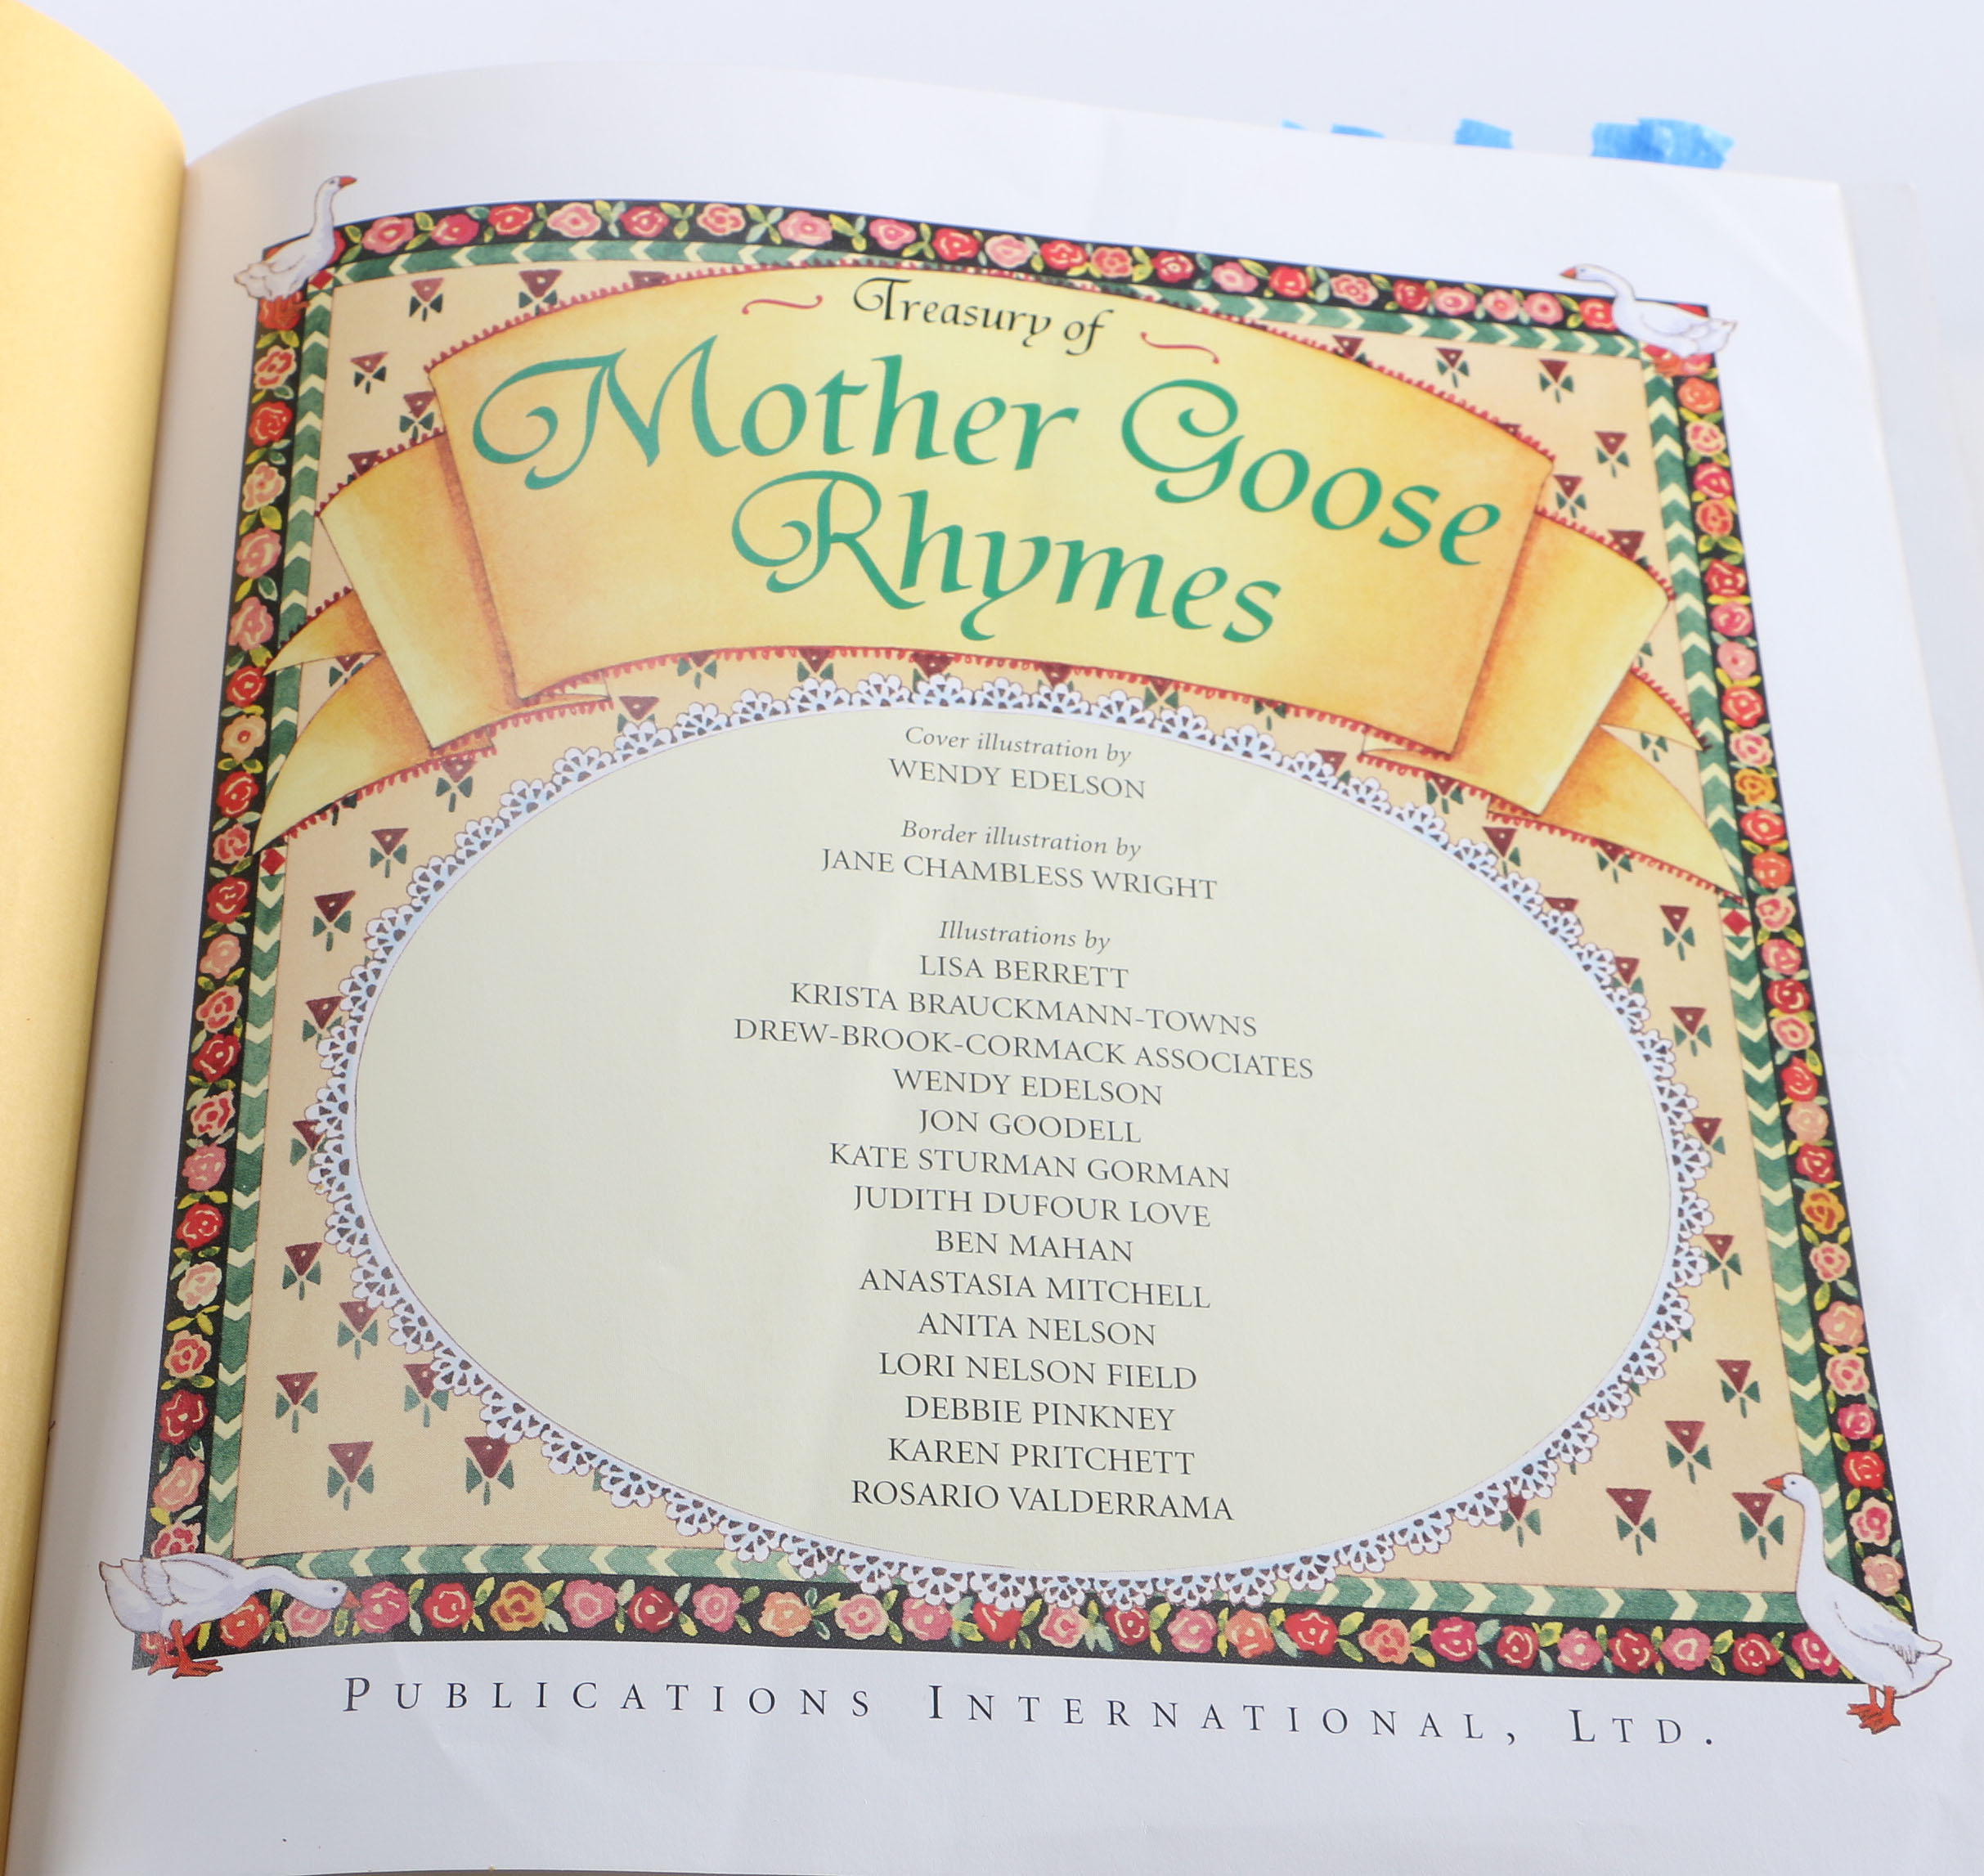 Treasury of
Mother Goose
Rhymes
Cover illustration by
WENDY EDELSON
Border illustration by
JANE CHAMBLESS WRIGHT
Illustrations by
LISA BERRETT
KRISTA BRAUCKMANN-TOWNS
DREW-BROOK-CORMACK ASSOCIATES
WENDY EDELSON
JON GOODELL
KATE STURMAN GORMAN
JUDITH DUFOUR LOVE
BEN MAHAN
ANASTASIA MITCHELL
ANITA NELSON
LORI NELSON FIELD
DEBBIE PINKNEY
KAREN PRITCHETT
ROSARIO VALDERRAMA
PUBLICATIONS INTERNATIONAL, LTD.